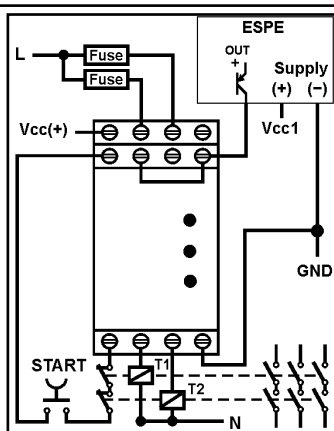 ESPE
OUT
+
Supply
(+) (−)
L
Fuse
Fuse
Vcc(+)
Vcc1
GND
START
T1
T2
N